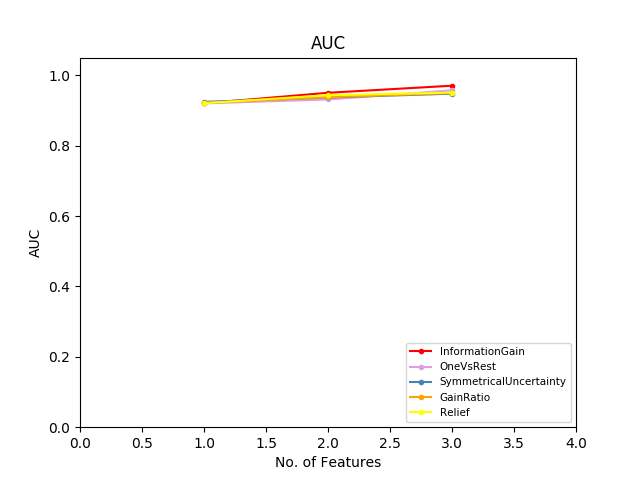 AUC
1.0
0.8
0.6
0.4
0.2
0.0
AUC
0.0 0.5 1.0 1.5 2.0 2.5 3.0 3.5 4.0
No. of Features
InformationGain
OneVsRest
SymmetricalUncertainty
GainRatio
Relief